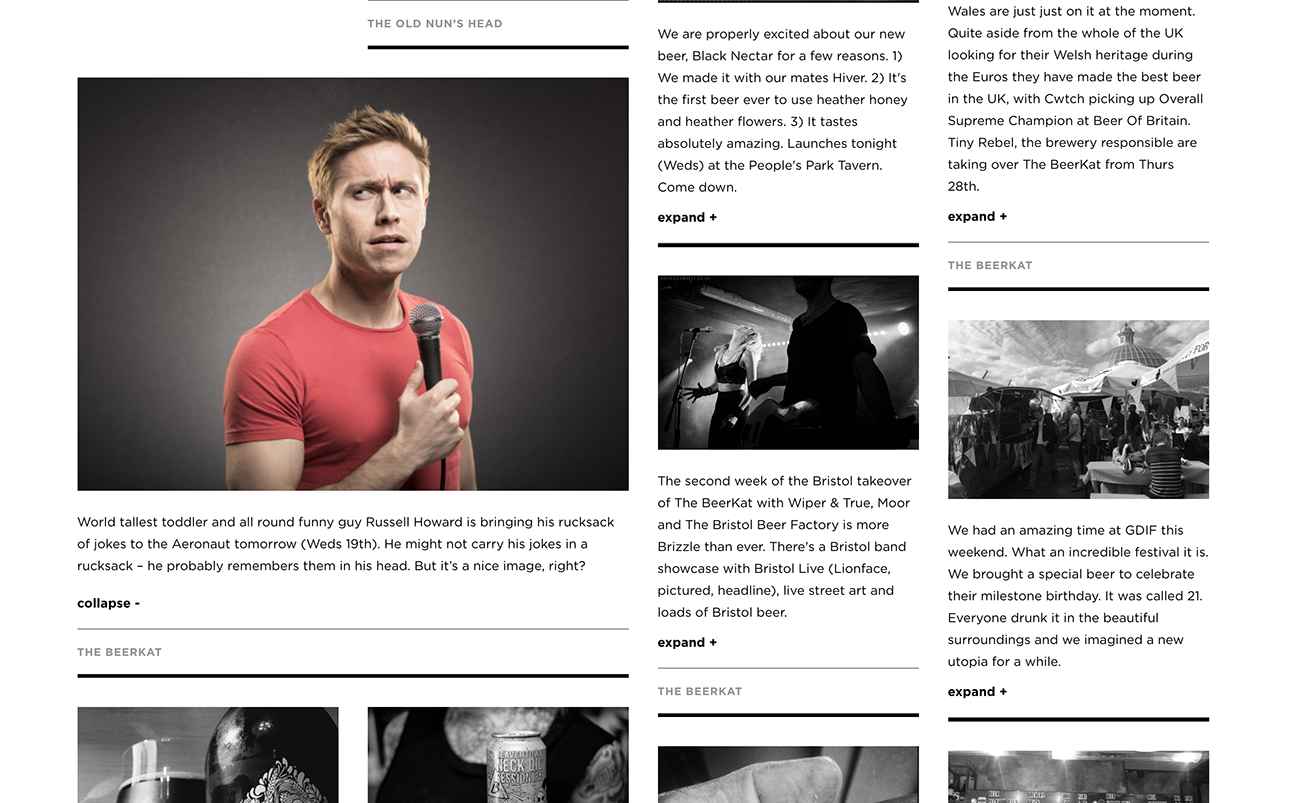 THE OLD NUN'S HEAD
World tallest toddler and all round funny guy Russell Howard is bringing his rucksack
of jokes to the Aeronaut tomorrow (Weds 19th). He might not carry his jokes in a
rucksack – he probably remembers them in his head. But it's a nice image, right?
collapse -
THE BEERKAT
BEAVERTOWN
NECK OIL
SESSION IPA
We are properly excited about our new
beer, Black Nectar for a few reasons. 1)
We made it with our mates Hiver. 2) It's
the first beer ever to use heather honey
and heather flowers. 3) It tastes
absolutely amazing. Launches tonight
(Weds) at the People's Park Tavern.
Come down.
expand +
The second week of the Bristol takeover
of The BeerKat with Wiper & True, Moor
and The Bristol Beer Factory is more
Brizzle than ever. There's a Bristol band
showcase with Bristol Live (Lionface,
pictured, headline), live street art and
loads of Bristol beer.
expand +
THE BEERKAT
Wales are just just on it at the moment.
Quite aside from the whole of the UK
looking for their Welsh heritage during
the Euros they have made the best beer
in the UK, with Cwtch picking up Overall
Supreme Champion at Beer Of Britain.
Tiny Rebel, the brewery responsible are
taking over The BeerKat from Thurs
28th.
expand +
THE BEERKAT
FOR
We had an amazing time at GDIF this
weekend. What an incredible festival it is.
We brought a special beer to celebrate
their milestone birthday. It was called 21.
Everyone drunk it in the beautiful
surroundings and we imagined a new
utopia for a while.
expand +